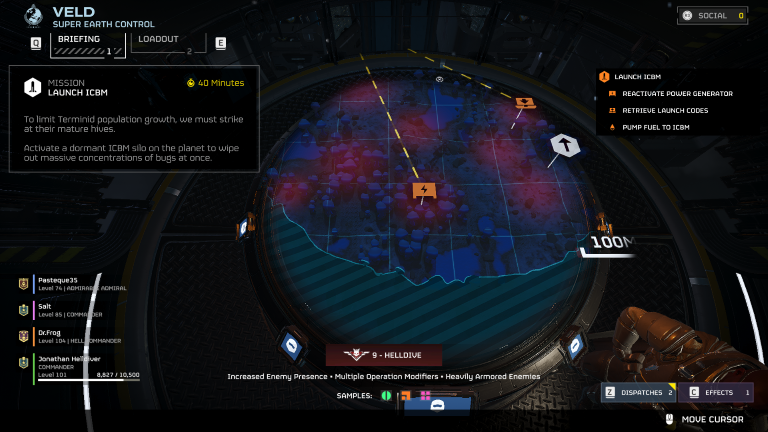 VELD
SUPER EARTH CONTROL
SOCIAL 0
Q BRIEFING 1 LOADOUT 2 E
MISSION
LAUNCH ICBM
40 Minutes
To limit Terminid population growth, we must strike
at their mature hives.
Activate a dormant ICBM silo on the planet to wipe
out massive concentrations of bugs at once.
LAUNCH ICBM
REACTIVATE POWER GENERATOR
RETRIEVE LAUNCH CODES
PUMP FUEL TO ICBM
100M
Pasteque35
Level 74 | ADMIRABLE ADMIRAL
Salt
Level 85 | COMMANDER
Dr.Frog
Level 104 | HELL COMMANDER
Jonathan Helldiver
COMMANDER
Level 101 8,827 / 10,500
9 - HELLDIVE
Increased Enemy Presence • Multiple Operation Modifiers • Heavily Armored Enemies
SAMPLES:
Z DISPATCHES 2 C EFFECTS 1
MOVE CURSOR